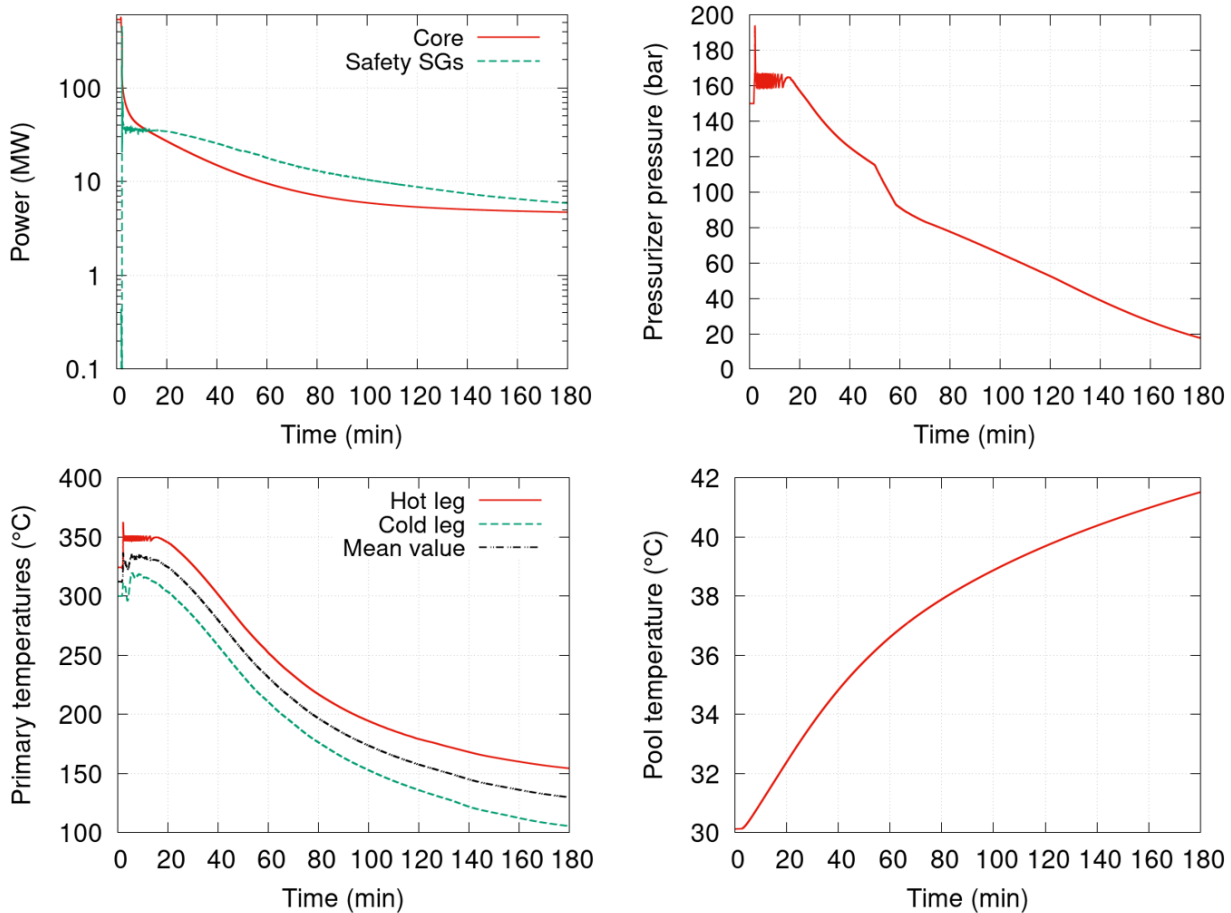 Power (MW)
100
10
1
0.1
Core
Safety SGs
0 20 40 60 80 100 120 140 160 180
Time (min)
Pressurizer pressure (bar)
200
180
160
140
120
100
80
60
40
20
0
0 20 40 60 80 100 120 140 160 180
Time (min)
Primary temperatures (°C)
400
350
300
250
200
150
100
Hot leg
Cold leg
Mean value
0 20 40 60 80 100 120 140 160 180
Time (min)
Pool temperature (°C)
42
40
38
36
34
32
30
0 20 40 60 80 100 120 140 160 180
Time (min)